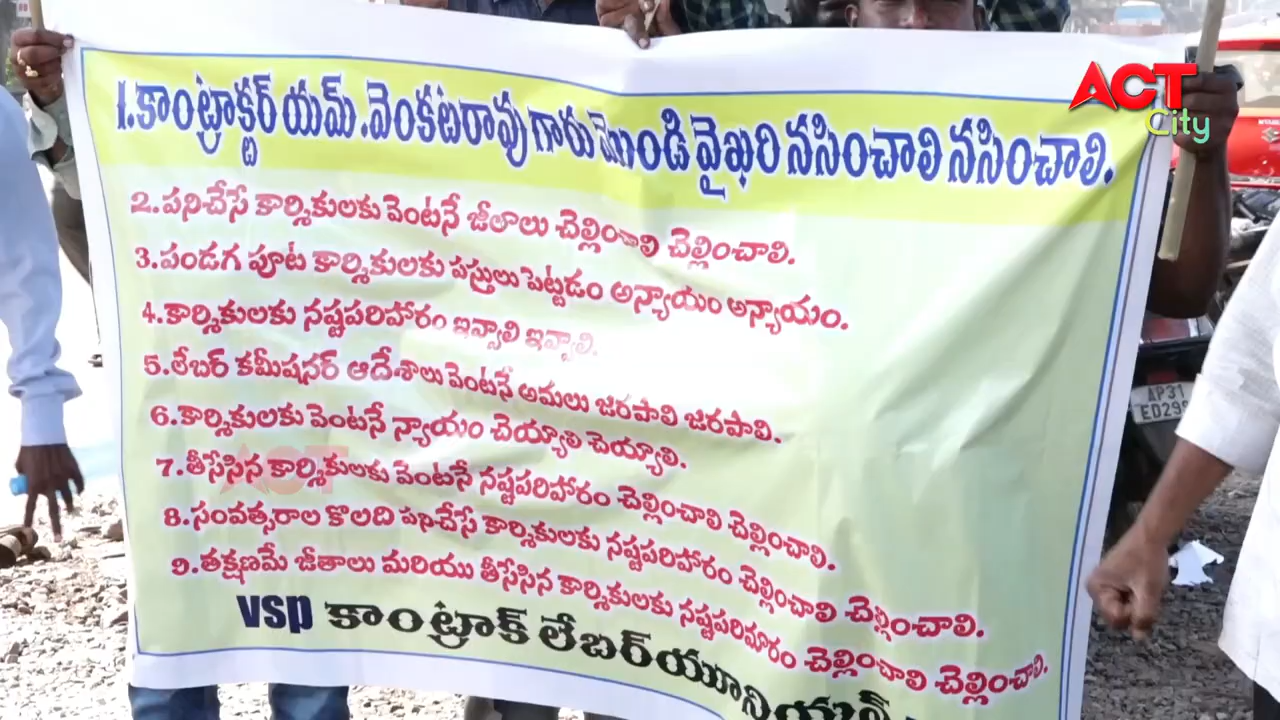 ACT
City
1.కాంట్రాక్టర్ యమ్.వెంకటరావు గారు మొండి వైఖరి నసించాలి నసించాలి.
2.పనిచేసే కార్మికులకు వెంటనే జీలాలు చెల్లించాలి చెల్లించాలి.
3.పండగ పూట కార్మికులకు పస్తులు పెట్టడం అన్యాయం అన్యాయం.
4.కార్మికులకు నష్టపరిహారం ఇవ్వాలి ఇవ్వాలి.
5.లేబర్ కమీషనర్ ఆదేశాలు వెంటనే అమలు జరపాలి జరపాలి.
6.కార్మికులకు వెంటనే న్యాయం చెయ్యాలి చెయ్యాలి.
7.తీసేసిన కార్మికులకు వెంటనే నష్టపరిహారం చెల్లించాలి చెల్లించాలి.
8.సంవత్సరాల కొలది పనిచేసే కార్మికులకు నష్టపరిహారం చెల్లించాలి చెల్లించాలి.
9.తక్షణమే జీతాలు మరియు తీసేసిన కార్మికులకు నష్టపరిహారం చెల్లించాలి చెల్లించాలి.
vsp కాంట్రాక్ లేబర్ యూనియన్
AP31